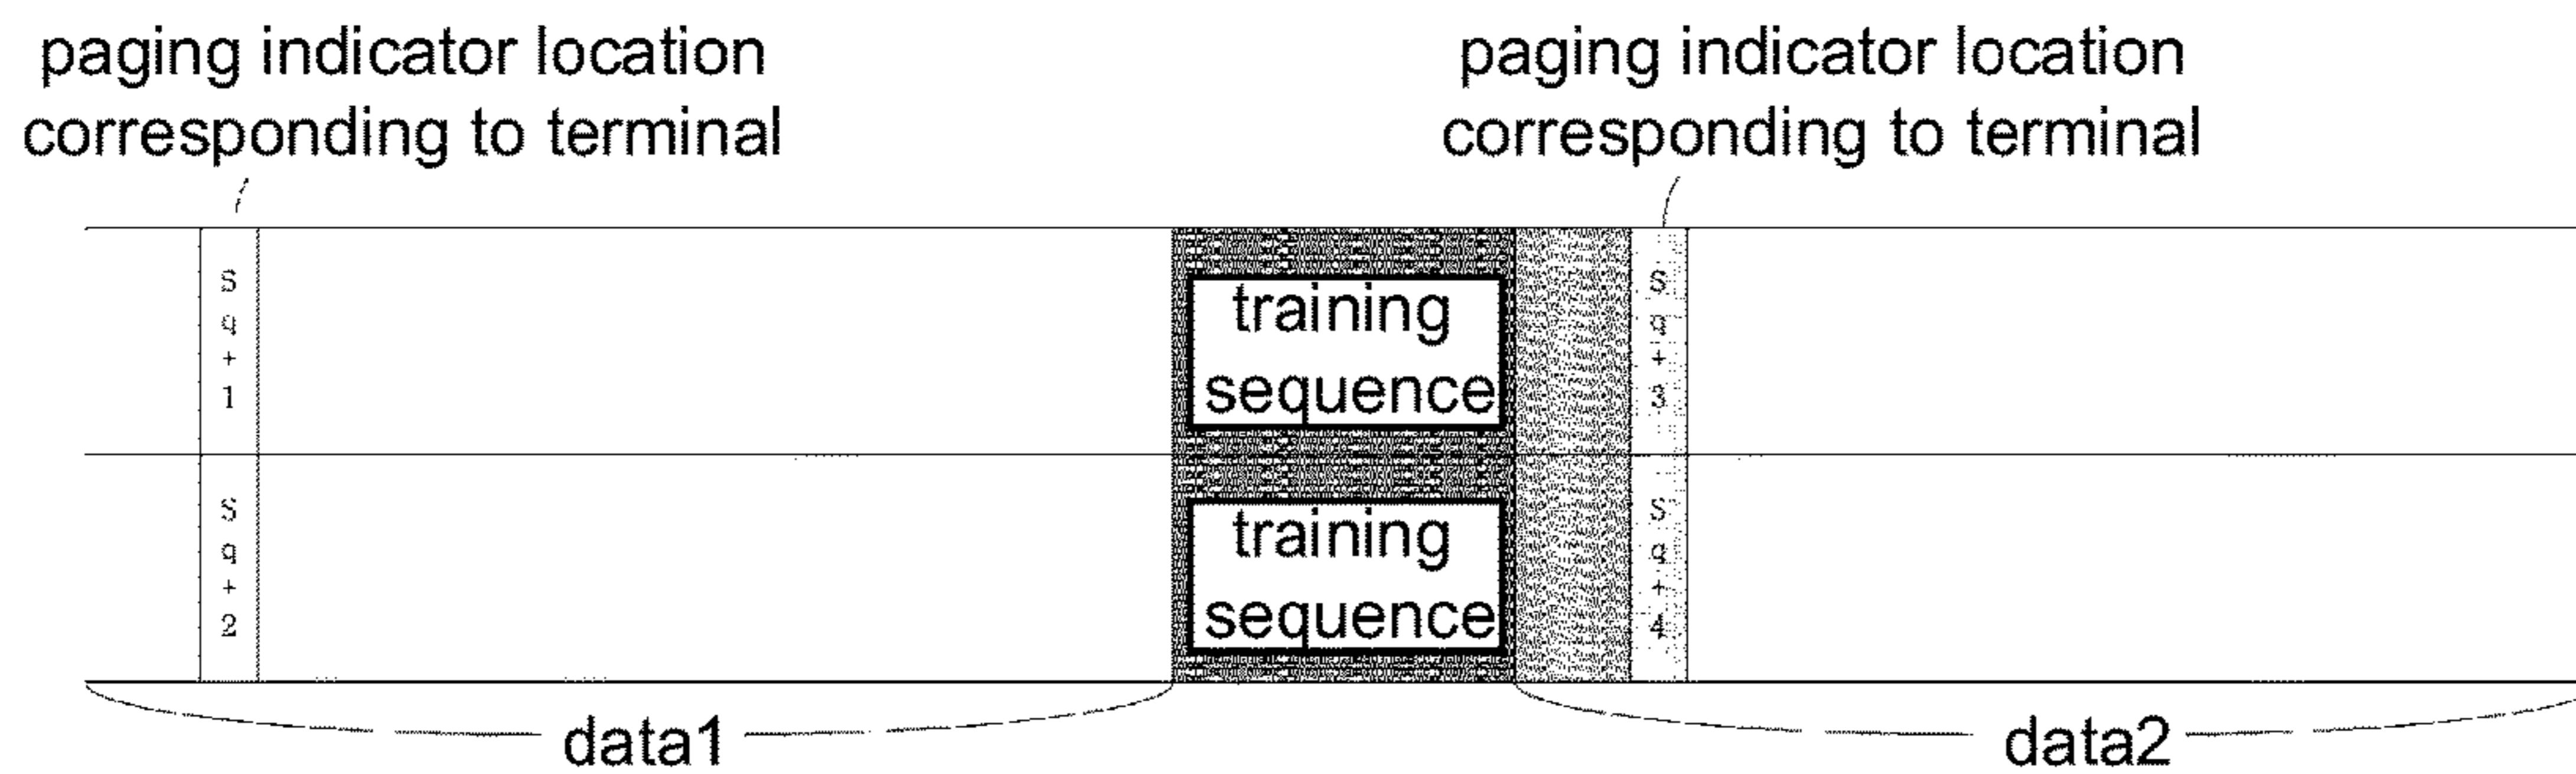 paging indicator location
corresponding to terminal
paging indicator location
corresponding to terminal
S
q
+
1
training
sequence
S
q
+
3
S
q
+
2
training
sequence
S
q
+
4
data1
data2